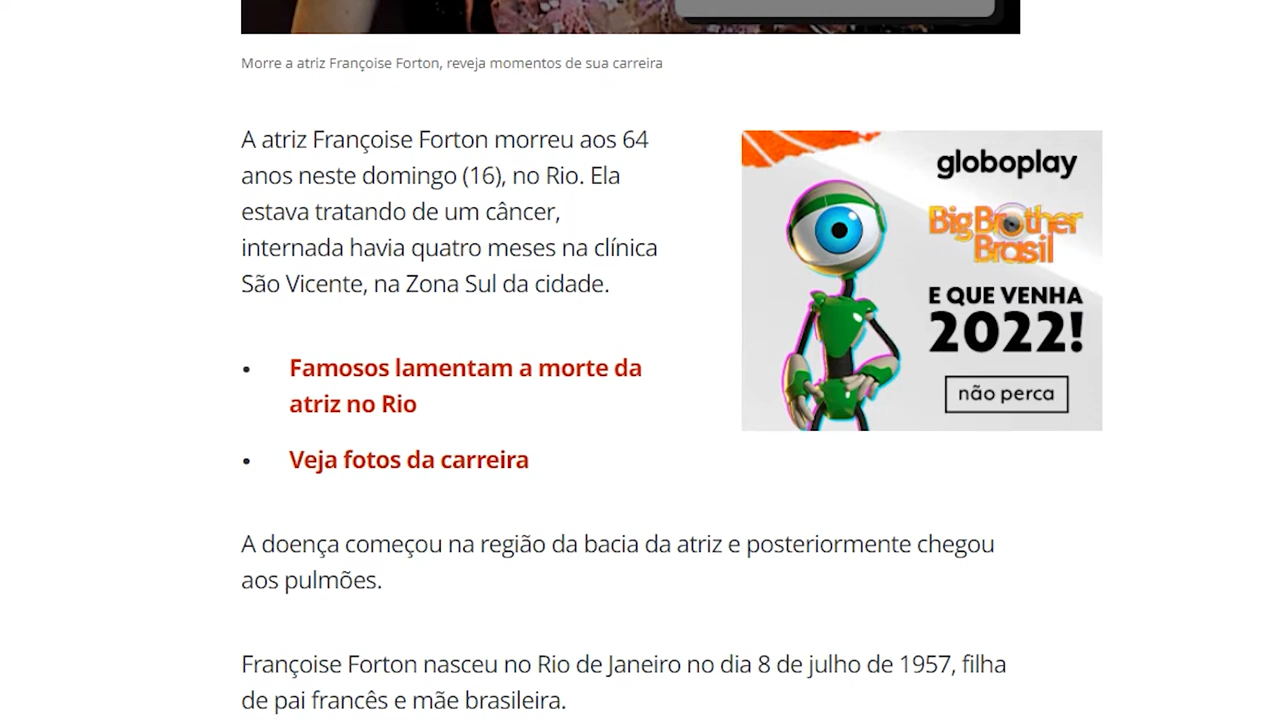 Morre a atriz Françoise Forton, reveja momentos de sua carreira
A atriz Françoise Forton morreu aos 64
anos neste domingo (16), no Rio. Ela
estava tratando de um câncer,
internada havia quatro meses na clínica
São Vicente, na Zona Sul da cidade.
• Famosos lamentam a morte da
atriz no Rio
• Veja fotos da carreira
globoplay
Big Brother
Brasil
E QUE VENHA
2022!
não perca
A doença começou na região da bacia da atriz e posteriormente chegou
aos pulmões.
Françoise Forton nasceu no Rio de Janeiro no dia 8 de julho de 1957, filha
de pai francês e mãe brasileira.